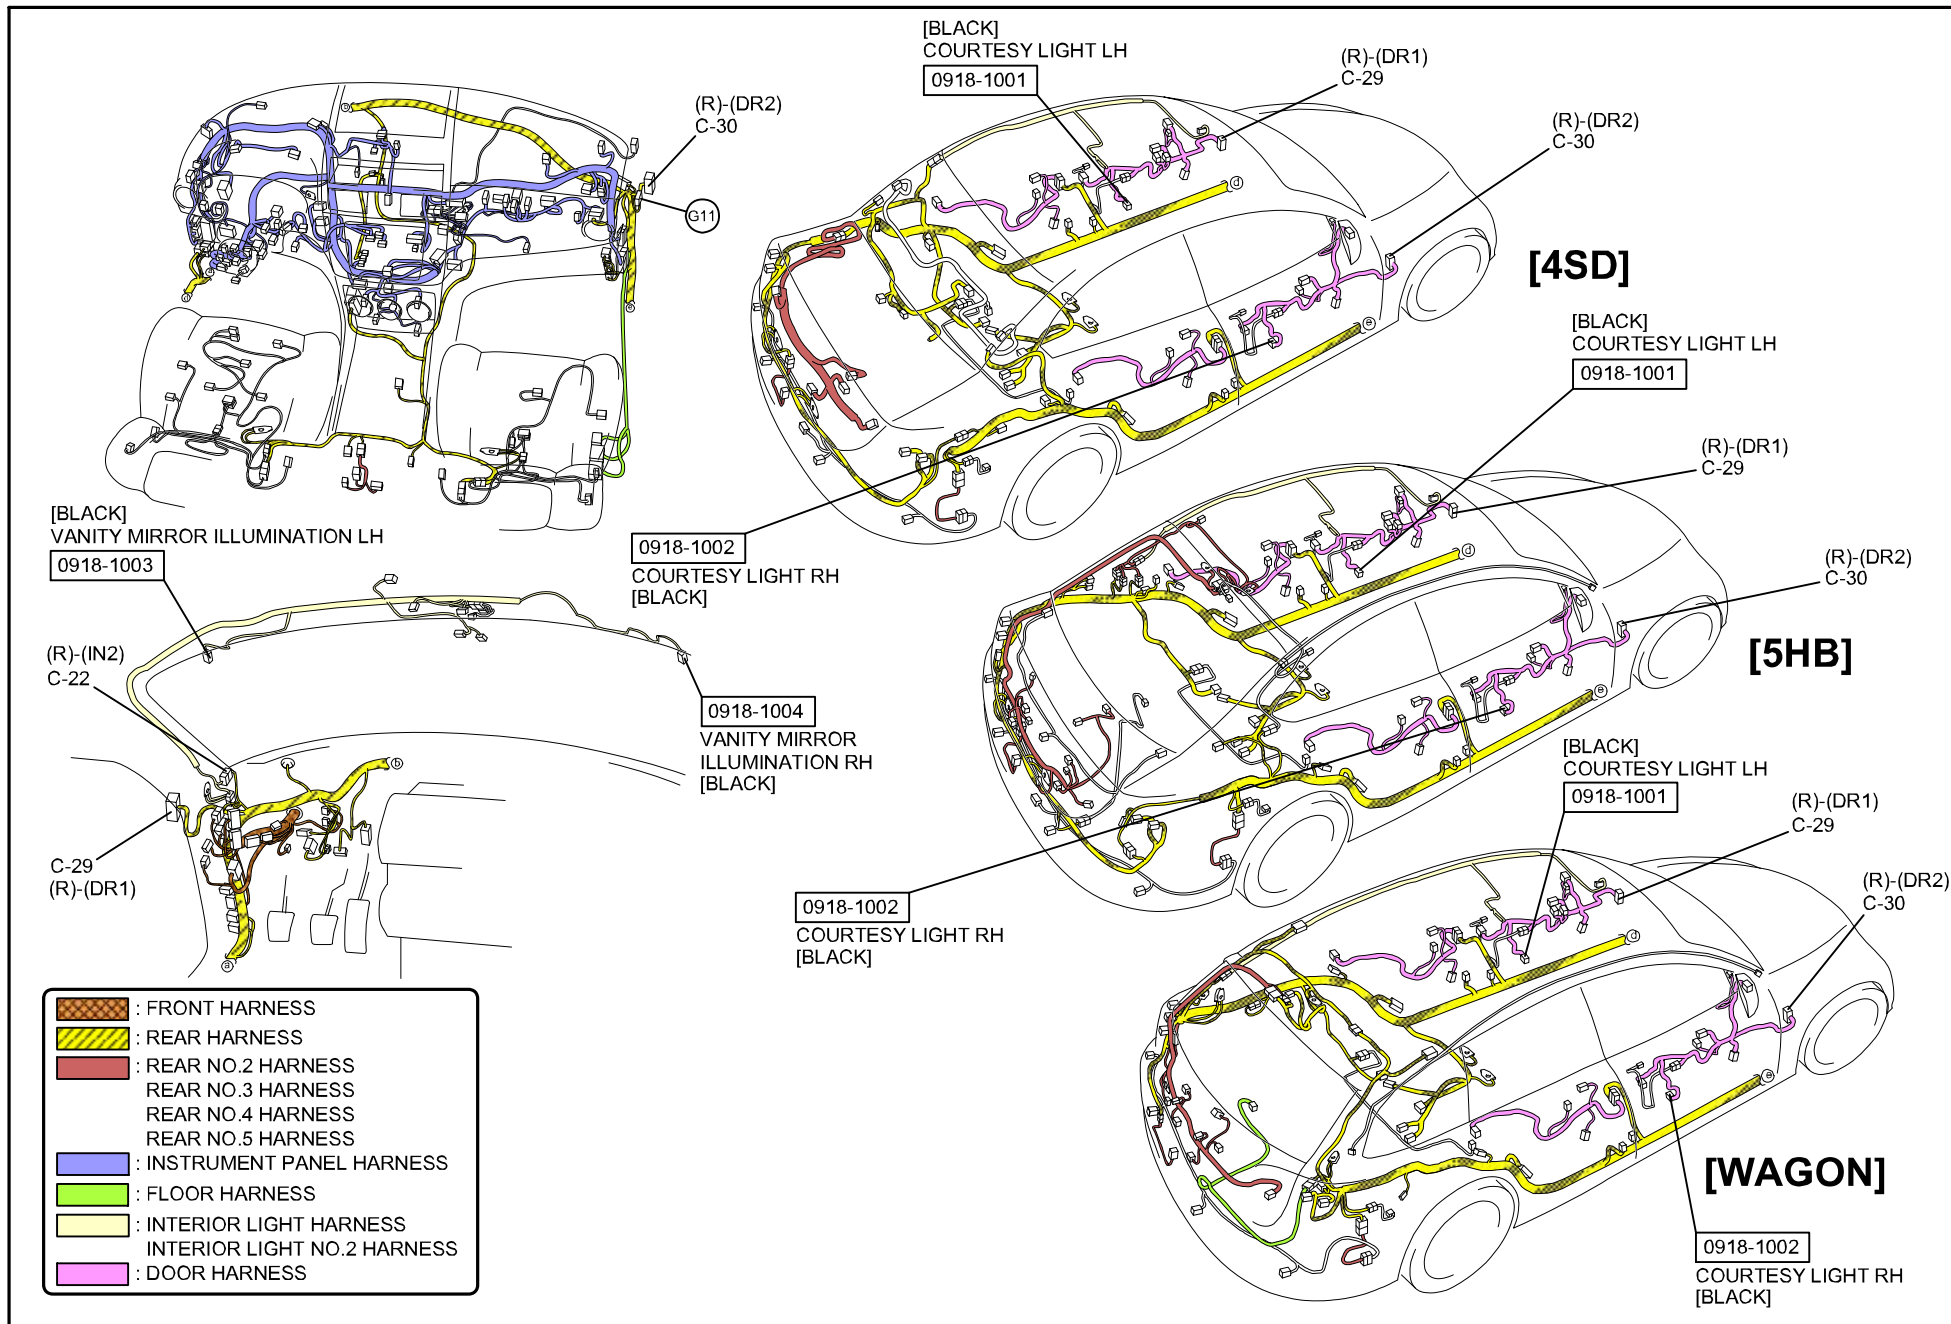 [BLACK]
COURTESY LIGHT LH
0918-1001
(R)-(DR1)
C-29
(R)-(DR2)
C-30
(R)-(DR2)
C-30
G11
[4SD]
[BLACK]
COURTESY LIGHT LH
0918-1001
(R)-(DR1)
C-29
0918-1002
COURTESY LIGHT RH
[BLACK]
[BLACK]
VANITY MIRROR ILLUMINATION LH
0918-1003
(R)-(IN2)
C-22
0918-1004
VANITY MIRROR
ILLUMINATION RH
[BLACK]
C-29
(R)-(DR1)
(R)-(DR2)
C-30
[5HB]
[BLACK]
COURTESY LIGHT LH
0918-1001
(R)-(DR1)
C-29
0918-1002
COURTESY LIGHT RH
[BLACK]
(R)-(DR2)
C-30
[WAGON]
0918-1002
COURTESY LIGHT RH
[BLACK]
: FRONT HARNESS
: REAR HARNESS
: REAR NO.2 HARNESS
REAR NO.3 HARNESS
REAR NO.4 HARNESS
REAR NO.5 HARNESS
: INSTRUMENT PANEL HARNESS
: FLOOR HARNESS
: INTERIOR LIGHT HARNESS
INTERIOR LIGHT NO.2 HARNESS
: DOOR HARNESS